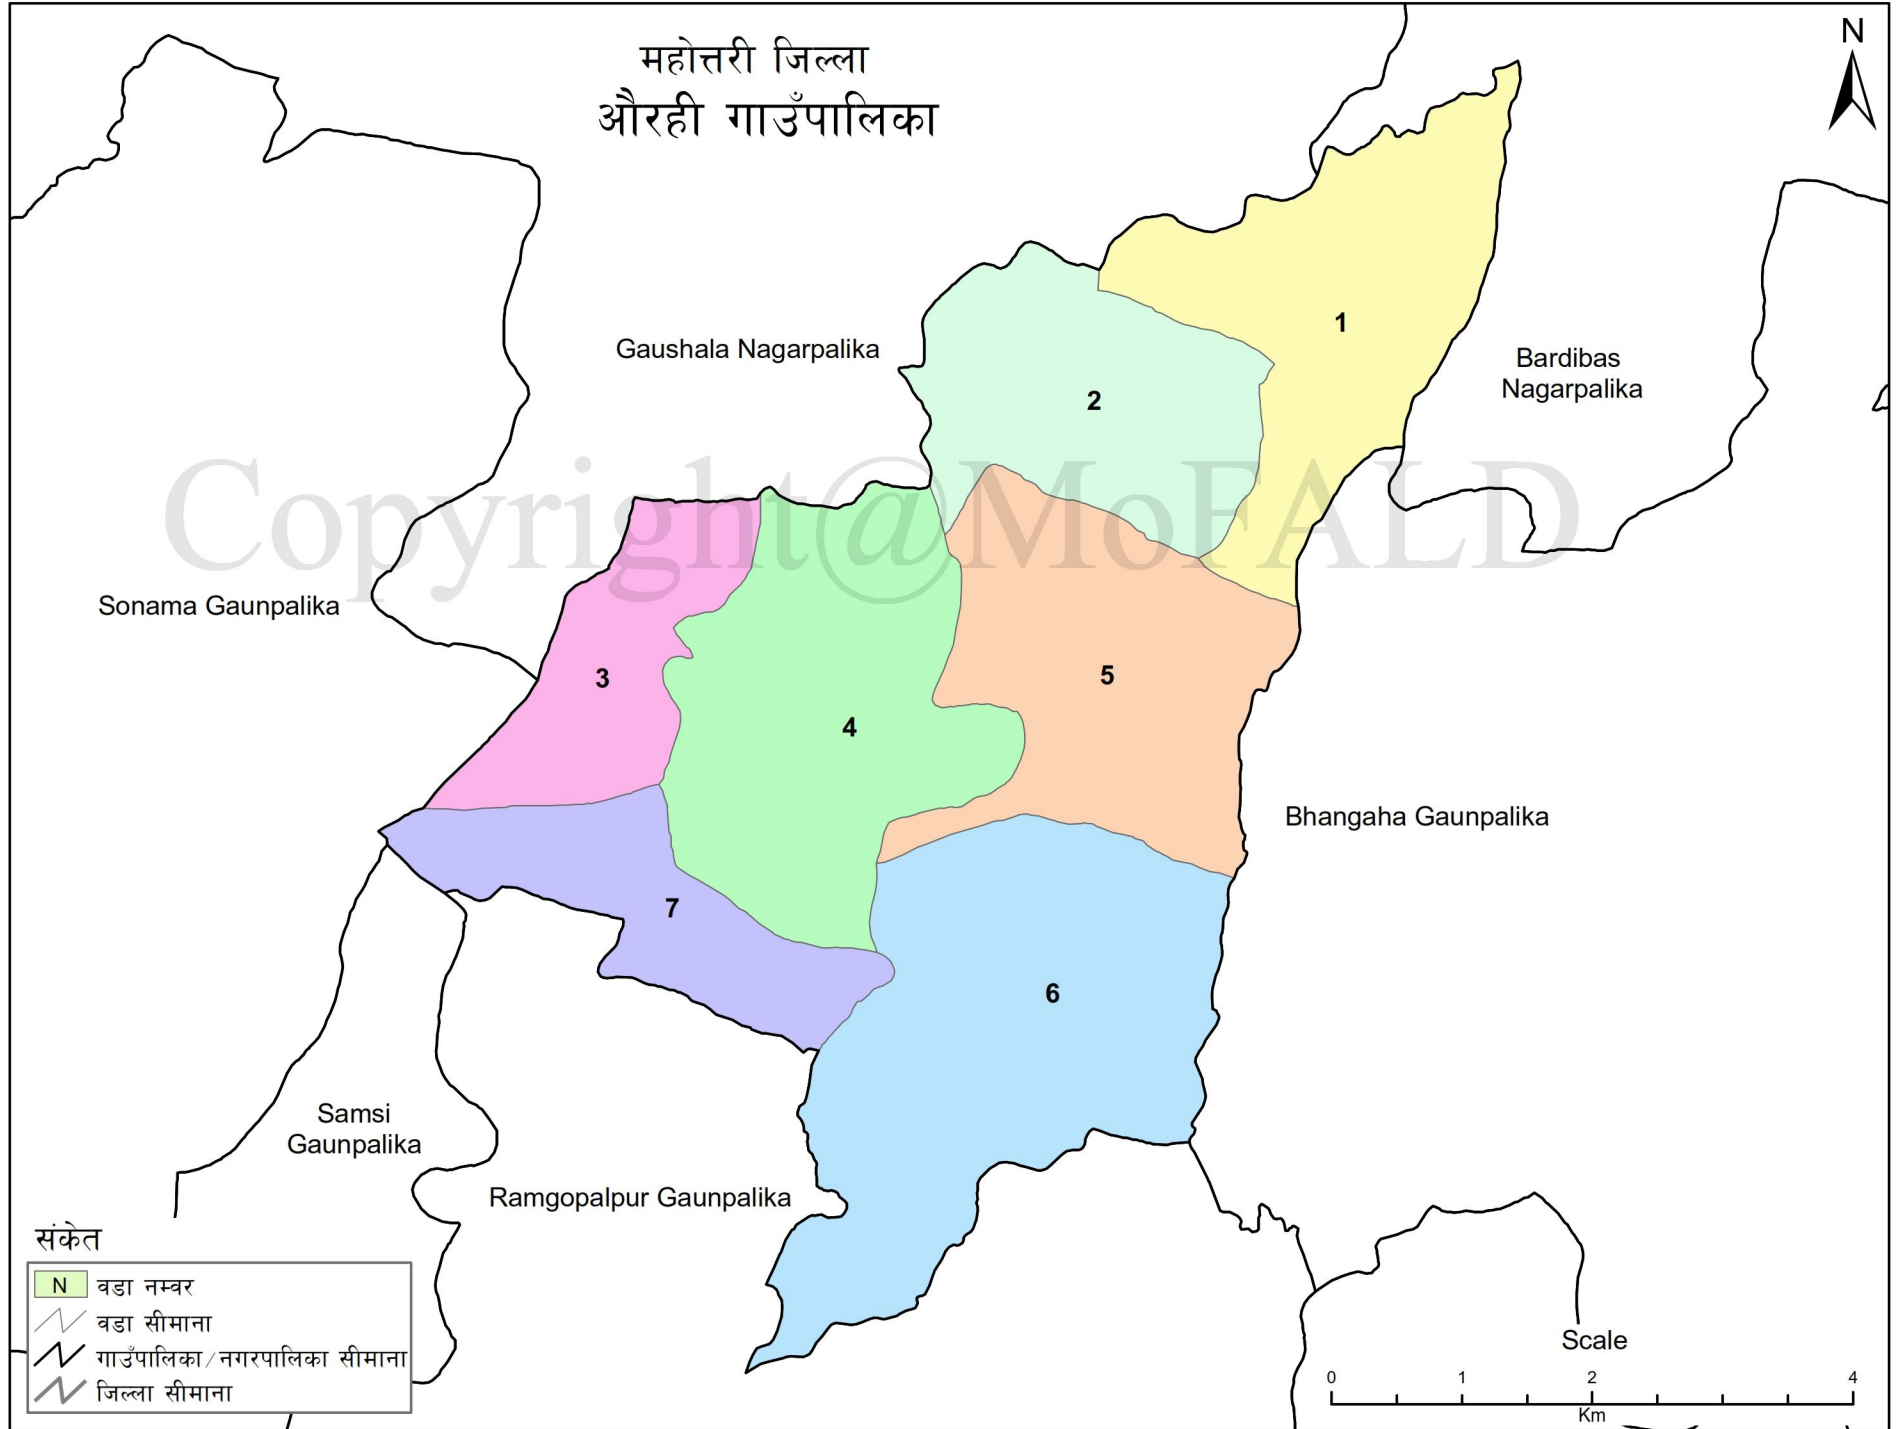 महोत्तरी जिल्ला
औरही गाउँपालिका
N
Gaushala Nagarpalika
1
Bardibas
Nagarpalika
2
Copyright@MoFALD
Sonama Gaunpalika
3
5
4
Bhangaha Gaunpalika
7
6
Samsi
Gaunpalika
Ramgopalpur Gaunpalika
संकेत
N वडा नम्वर
वडा सीमाना
गाउँपालिका/नगरपालिका सीमाना
जिल्ला सीमाना
Scale
0 1 2 4
Km